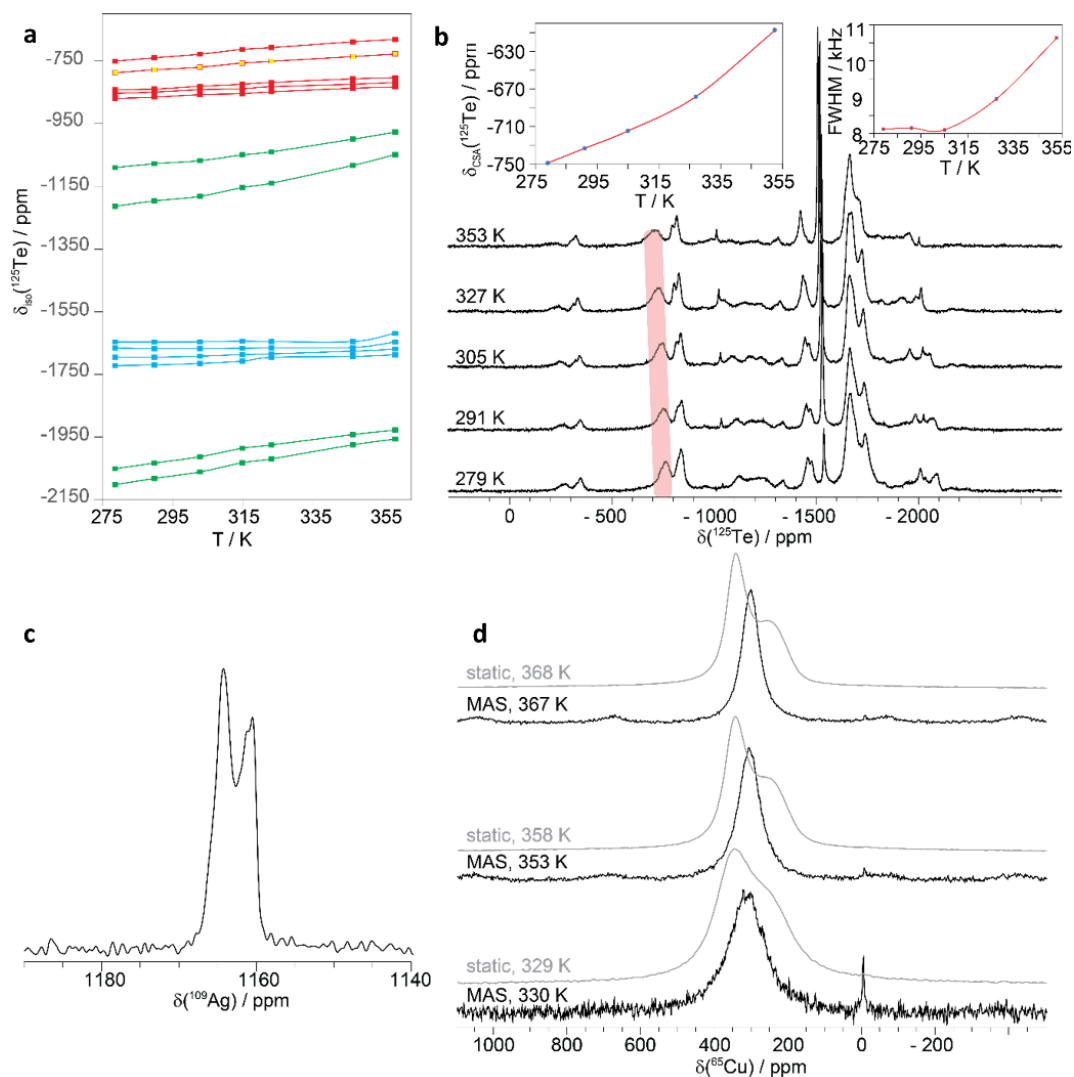 a
δiso(¹²⁵Te) / ppm
-750
-950
-1150
-1350
-1550
-1750
-1950
-2150
275 295 315 335 355
T / K
b
δCSA(¹²⁵Te) / ppm
-630
-670
-710
-750
275 295 315 335 355
T / K
FWHM / kHz
11
10
9
8
275 295 315 335 355
T / K
353 K
327 K
305 K
291 K
279 K
0 - 500 - 1000 - 1500 - 2000
δ(¹²⁵Te) / ppm
c
1180 1160 1140
δ(¹⁰⁹Ag) / ppm
d
static, 368 K
MAS, 367 K
static, 358 K
MAS, 353 K
static, 329 K
MAS, 330 K
1000 800 600 400 200 0 - 200
δ(⁶⁵Cu) / ppm